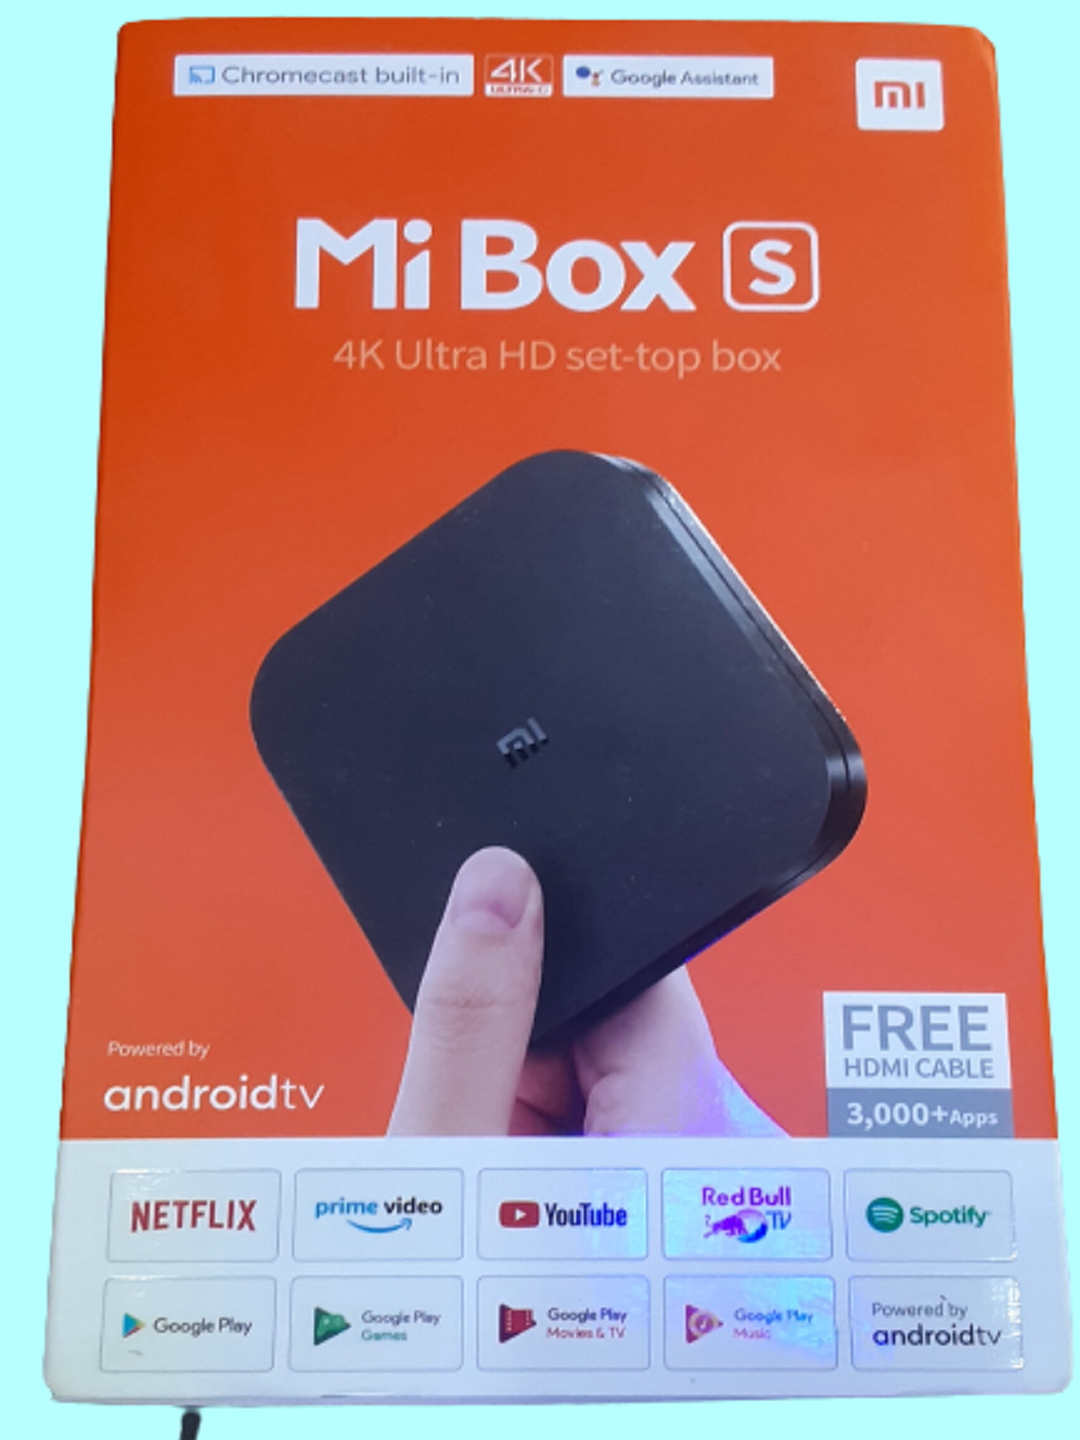 Chromecast built-in
4K
ULTRA HD
Google Assistant
mi
Mi Box S
4K Ultra HD set-top box
mi
Powered by
androidtv
FREE
HDMI CABLE
3,000+Apps
NETFLIX
prime video
YouTube
Red Bull
TV
Spotify
Google Play
Google Play
Games
Google Play
Movies & TV
Google Play
Music
Powered by
androidtv